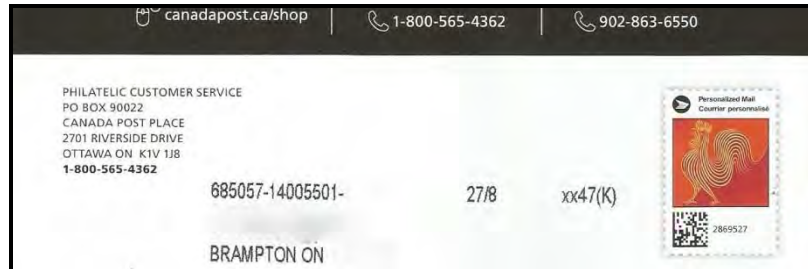 canadapost.ca/shop 1-800-565-4362 902-863-6550
PHILATELIC CUSTOMER SERVICE
PO BOX 90022
CANADA POST PLACE
2701 RIVERSIDE DRIVE
OTTAWA ON K1V 1J8
1-800-565-4362
Personalized Mail
Courrier personnalisé
2869527
685057-14005501- 27/8 xx47(K)
BRAMPTON ON